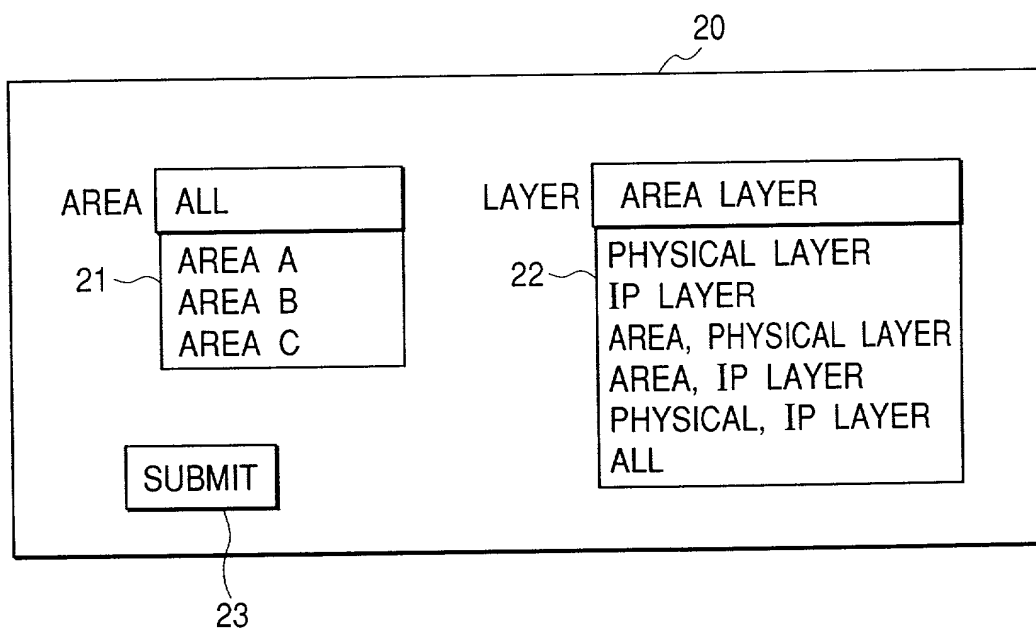 20
AREA ALL
21 AREA A
AREA B
AREA C
LAYER AREA LAYER
22 PHYSICAL LAYER
IP LAYER
AREA, PHYSICAL LAYER
AREA, IP LAYER
PHYSICAL, IP LAYER
ALL
SUBMIT
23